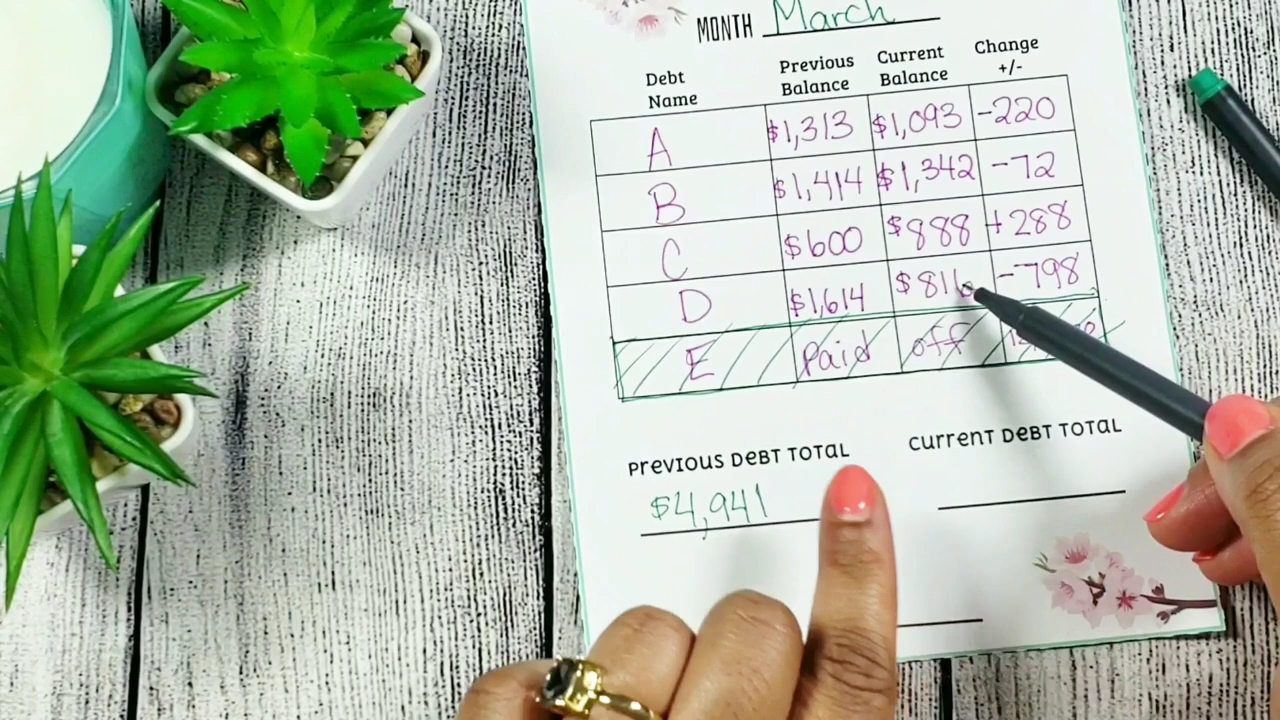 MONTH March
Debt Name Previous Balance Current Balance Change +/-
A $1,313 $1,093 -220
B $1,414 $1,342 -72
C $600 $888 +288
D $1,614 $816 -798
E Paid off
PREVIOUS DEBT TOTAL CURRENT DEBT TOTAL
$4,941